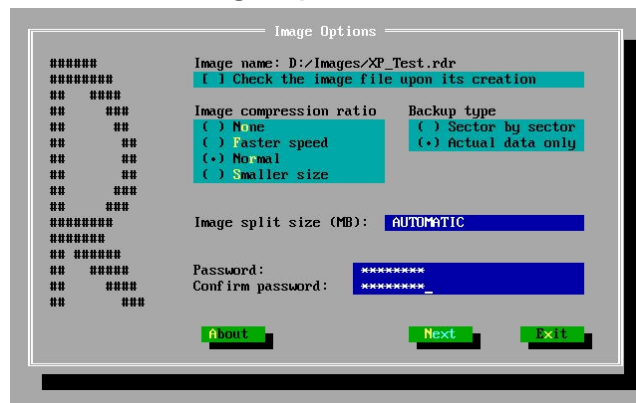 Image Options
Image name: D:/Images/XP_Test.rdr
[ ] Check the image file upon its creation
Image compression ratio
( ) None
( ) Faster speed
(•) Normal
( ) Smaller size
Backup type
( ) Sector by sector
(•) Actual data only
Image split size (MB): AUTOMATIC
Password: ********
Confirm password: ********_
About
Next
Exit